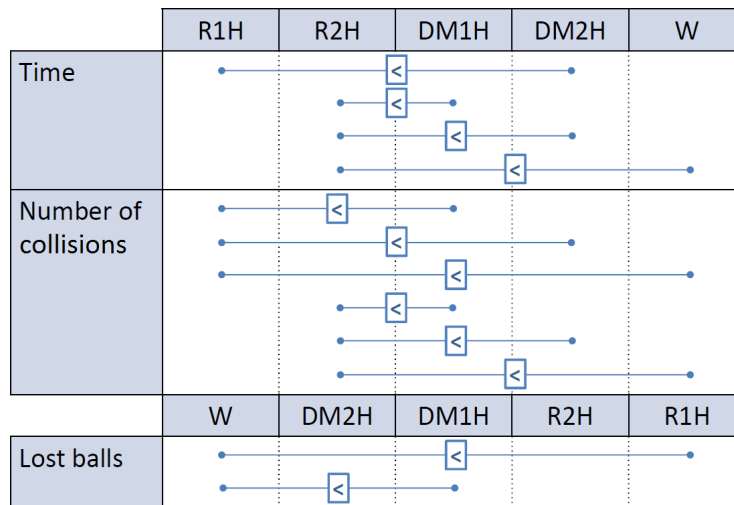 R1H R2H DM1H DM2H W
Time
<
<
<
<
Number of
collisions
<
<
<
<
<
<
W DM2H DM1H R2H R1H
Lost balls
<
<